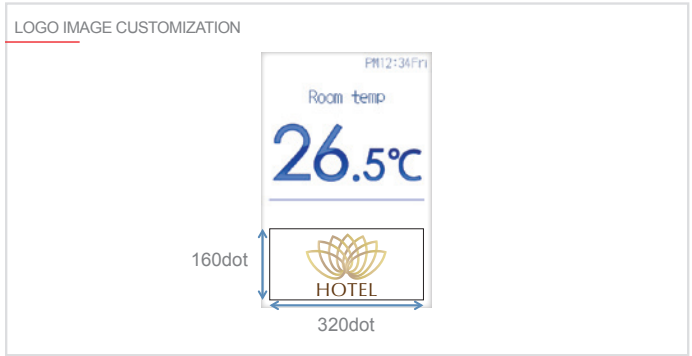 LOGO IMAGE CUSTOMIZATION
PM12:34Fri
Room temp
26.5℃
160dot
HOTEL
320dot